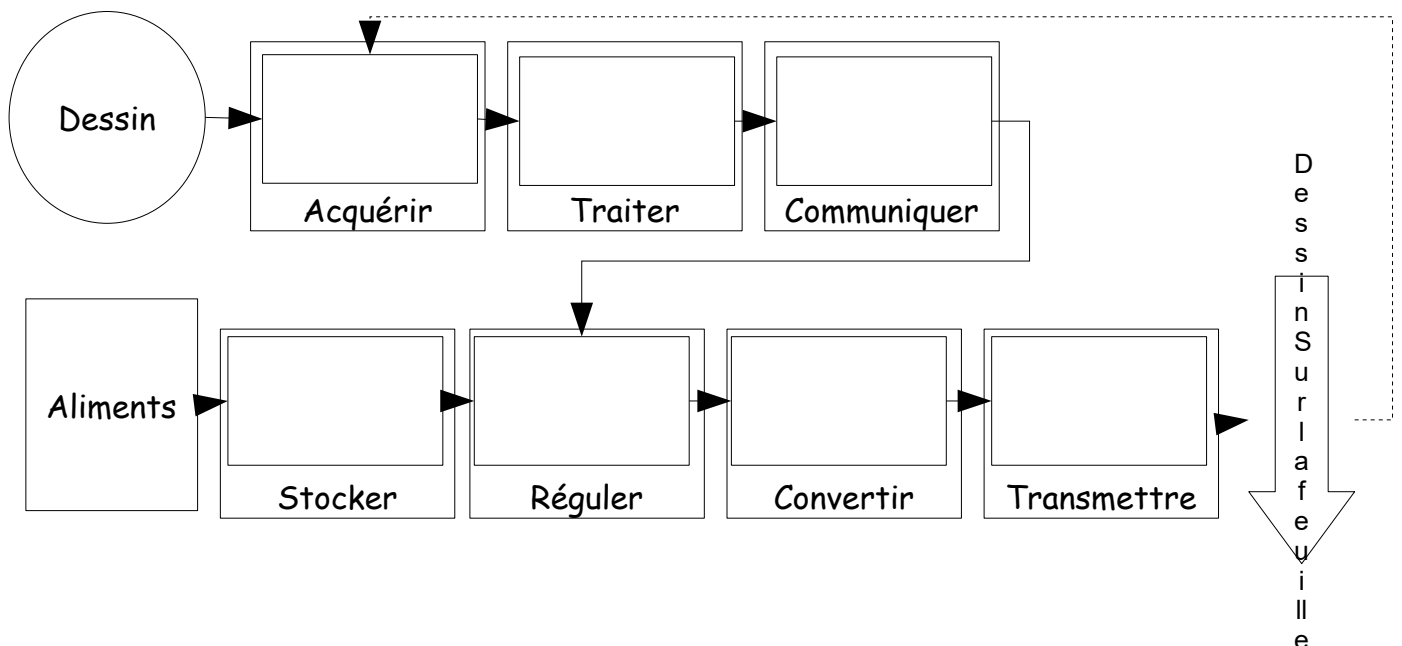 Dessin
Acquérir
Traiter
Communiquer
Aliments
Stocker
Réguler
Convertir
Transmettre
DessinSurlafeuille